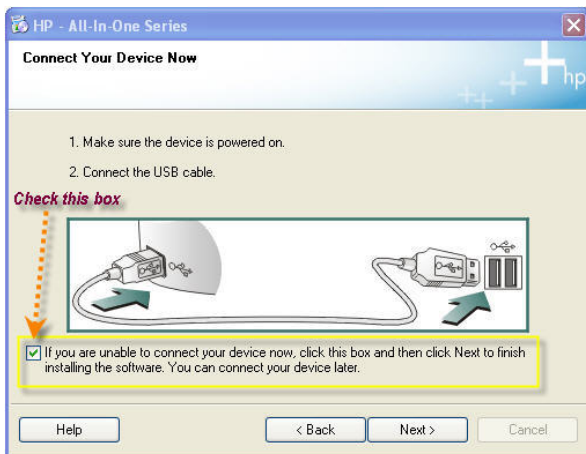 HP - All-In-One Series
Connect Your Device Now
hp
1. Make sure the device is powered on.
2. Connect the USB cable.
Check this box
If you are unable to connect your device now, click this box and then click Next to finish
installing the software. You can connect your device later.
Help
< Back
Next >
Cancel